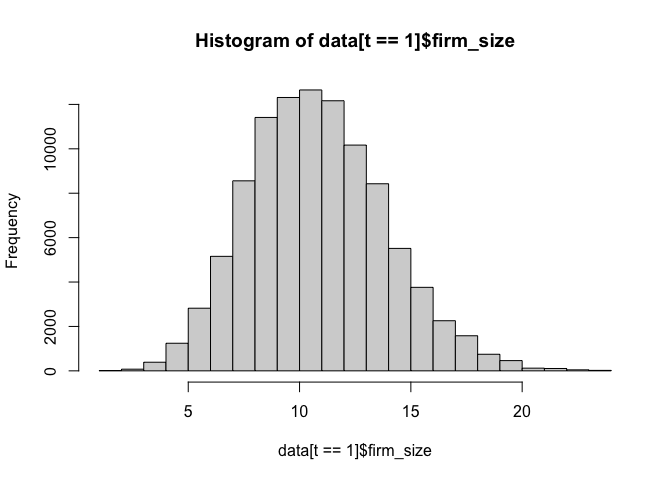 Histogram of data[t == 1]$firm_size
Frequency
0
2000
6000
10000
5
10
15
20
data[t == 1]$firm_size